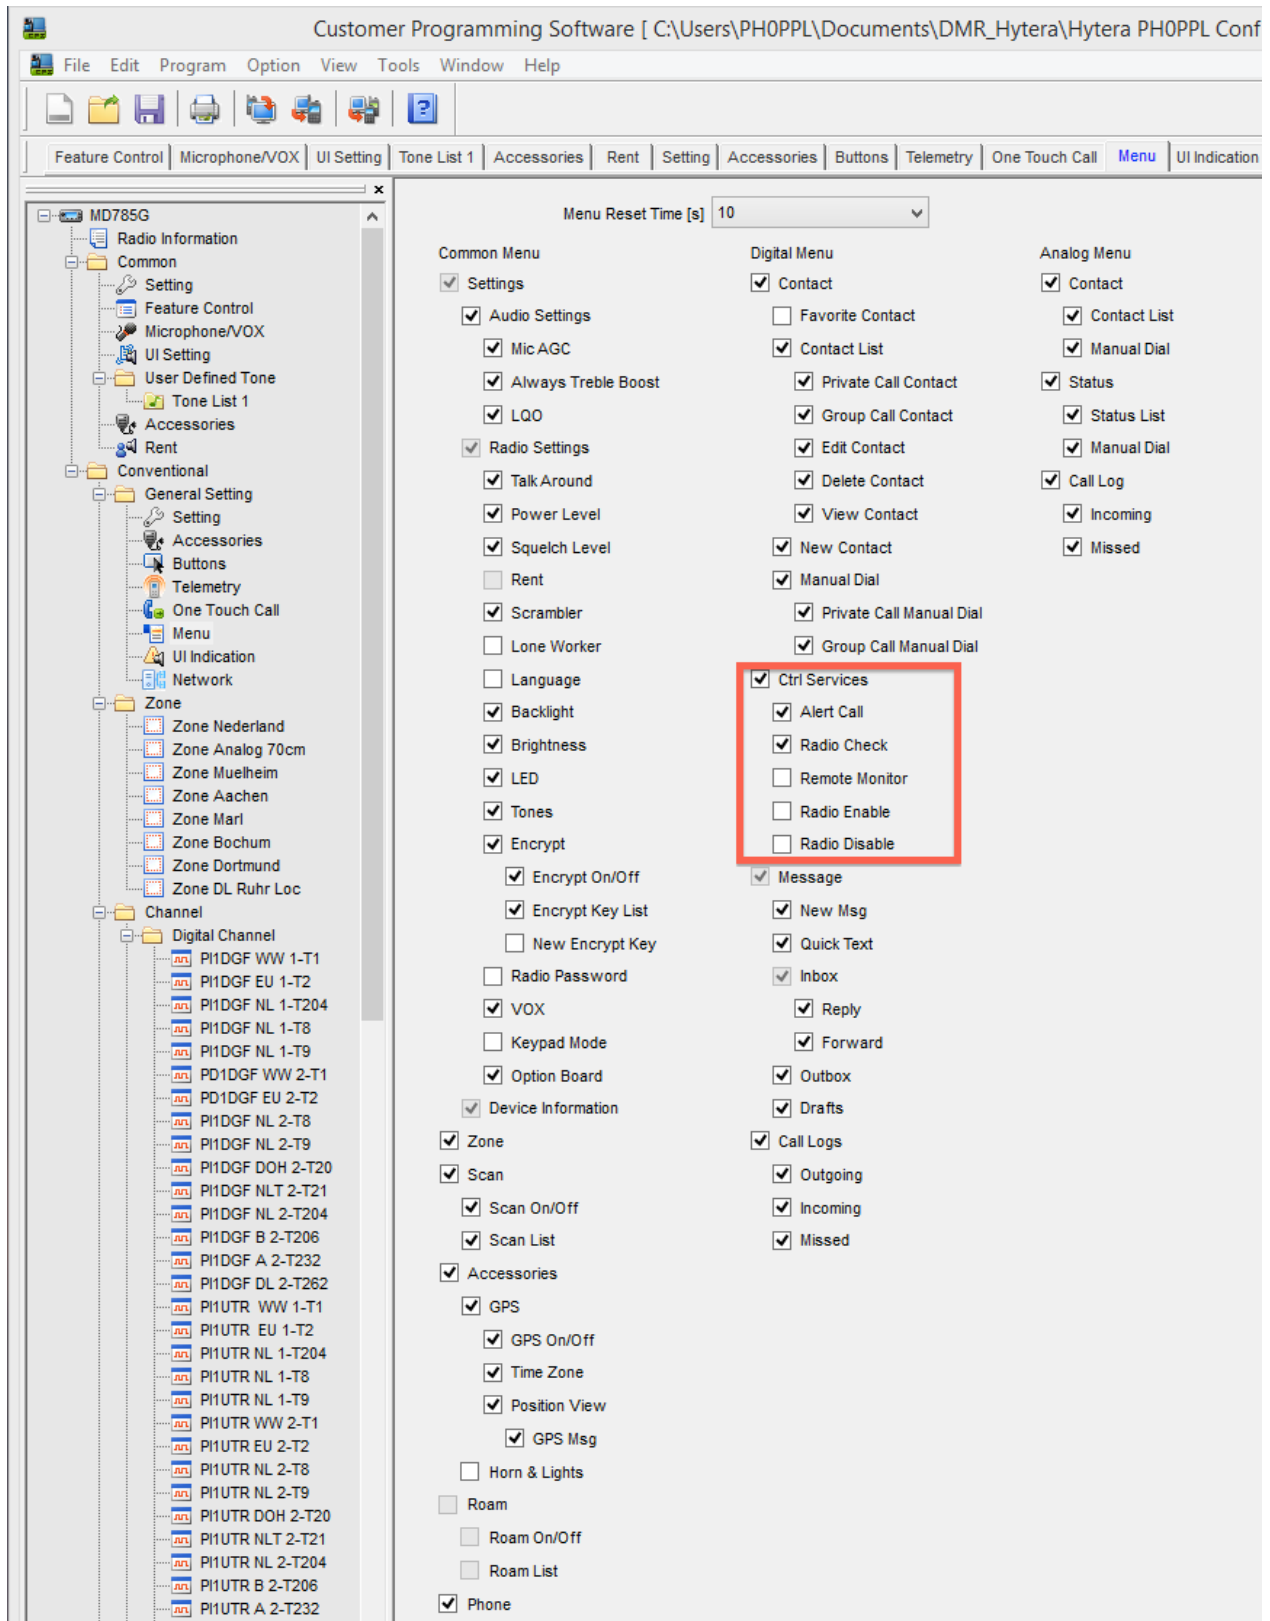 Customer Programming Software [ C:\Users\PH0PPL\Documents\DMR_Hytera\Hytera PH0PPL Conf
File Edit Program Option View Tools Window Help
Feature Control Microphone/VOX UI Setting Tone List 1 Accessories Rent Setting Accessories Buttons Telemetry One Touch Call Menu UI Indication
MD785G
Radio Information
Common
Setting
Feature Control
Microphone/VOX
UI Setting
User Defined Tone
Tone List 1
Accessories
Rent
Conventional
General Setting
Setting
Accessories
Buttons
Telemetry
One Touch Call
Menu
UI Indication
Network
Zone
Zone Nederland
Zone Analog 70cm
Zone Muelheim
Zone Aachen
Zone Marl
Zone Bochum
Zone Dortmund
Zone DL Ruhr Loc
Channel
Digital Channel
PI1DGF WW 1-T1
PI1DGF EU 1-T2
PI1DGF NL 1-T204
PI1DGF NL 1-T8
PI1DGF NL 1-T9
PD1DGF WW 2-T1
PD1DGF EU 2-T2
PI1DGF NL 2-T8
PI1DGF NL 2-T9
PI1DGF DOH 2-T20
PI1DGF NLT 2-T21
PI1DGF NL 2-T204
PI1DGF B 2-T206
PI1DGF A 2-T232
PI1DGF DL 2-T262
PI1UTR WW 1-T1
PI1UTR EU 1-T2
PI1UTR NL 1-T204
PI1UTR NL 1-T8
PI1UTR NL 1-T9
PI1UTR WW 2-T1
PI1UTR EU 2-T2
PI1UTR NL 2-T8
PI1UTR NL 2-T9
PI1UTR DOH 2-T20
PI1UTR NLT 2-T21
PI1UTR NL 2-T204
PI1UTR B 2-T206
PI1UTR A 2-T232
Menu Reset Time [s] 10
Common Menu
Settings
Audio Settings
Mic AGC
Always Treble Boost
LQO
Radio Settings
Talk Around
Power Level
Squelch Level
Rent
Scrambler
Lone Worker
Language
Backlight
Brightness
LED
Tones
Encrypt
Encrypt On/Off
Encrypt Key List
New Encrypt Key
Radio Password
VOX
Keypad Mode
Option Board
Device Information
Zone
Scan
Scan On/Off
Scan List
Accessories
GPS
GPS On/Off
Time Zone
Position View
GPS Msg
Horn & Lights
Roam
Roam On/Off
Roam List
Phone
Digital Menu
Contact
Favorite Contact
Contact List
Private Call Contact
Group Call Contact
Edit Contact
Delete Contact
View Contact
New Contact
Manual Dial
Private Call Manual Dial
Group Call Manual Dial
Ctrl Services
Alert Call
Radio Check
Remote Monitor
Radio Enable
Radio Disable
Message
New Msg
Quick Text
Inbox
Reply
Forward
Outbox
Drafts
Call Logs
Outgoing
Incoming
Missed
Analog Menu
Contact
Contact List
Manual Dial
Status
Status List
Manual Dial
Call Log
Incoming
Missed